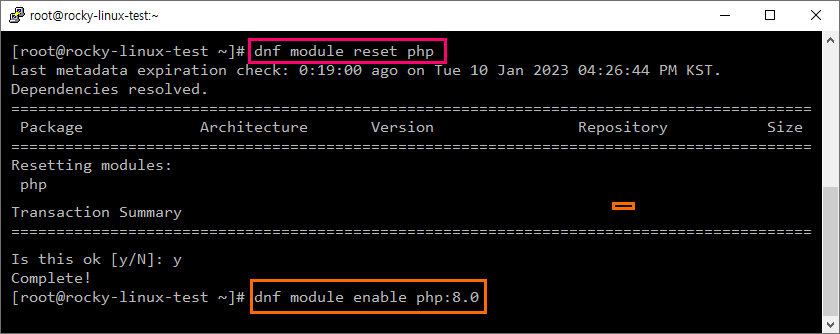 root@rocky-linux-test:~
[root@rocky-linux-test ~]# dnf module reset php
Last metadata expiration check: 0:19:00 ago on Tue 10 Jan 2023 04:26:44 PM KST.
Dependencies resolved.
================================================================================
Package Architecture Version Repository Size
================================================================================
Resetting modules:
php
Transaction Summary
================================================================================
Is this ok [y/N]: y
Complete!
[root@rocky-linux-test ~]# dnf module enable php:8.0